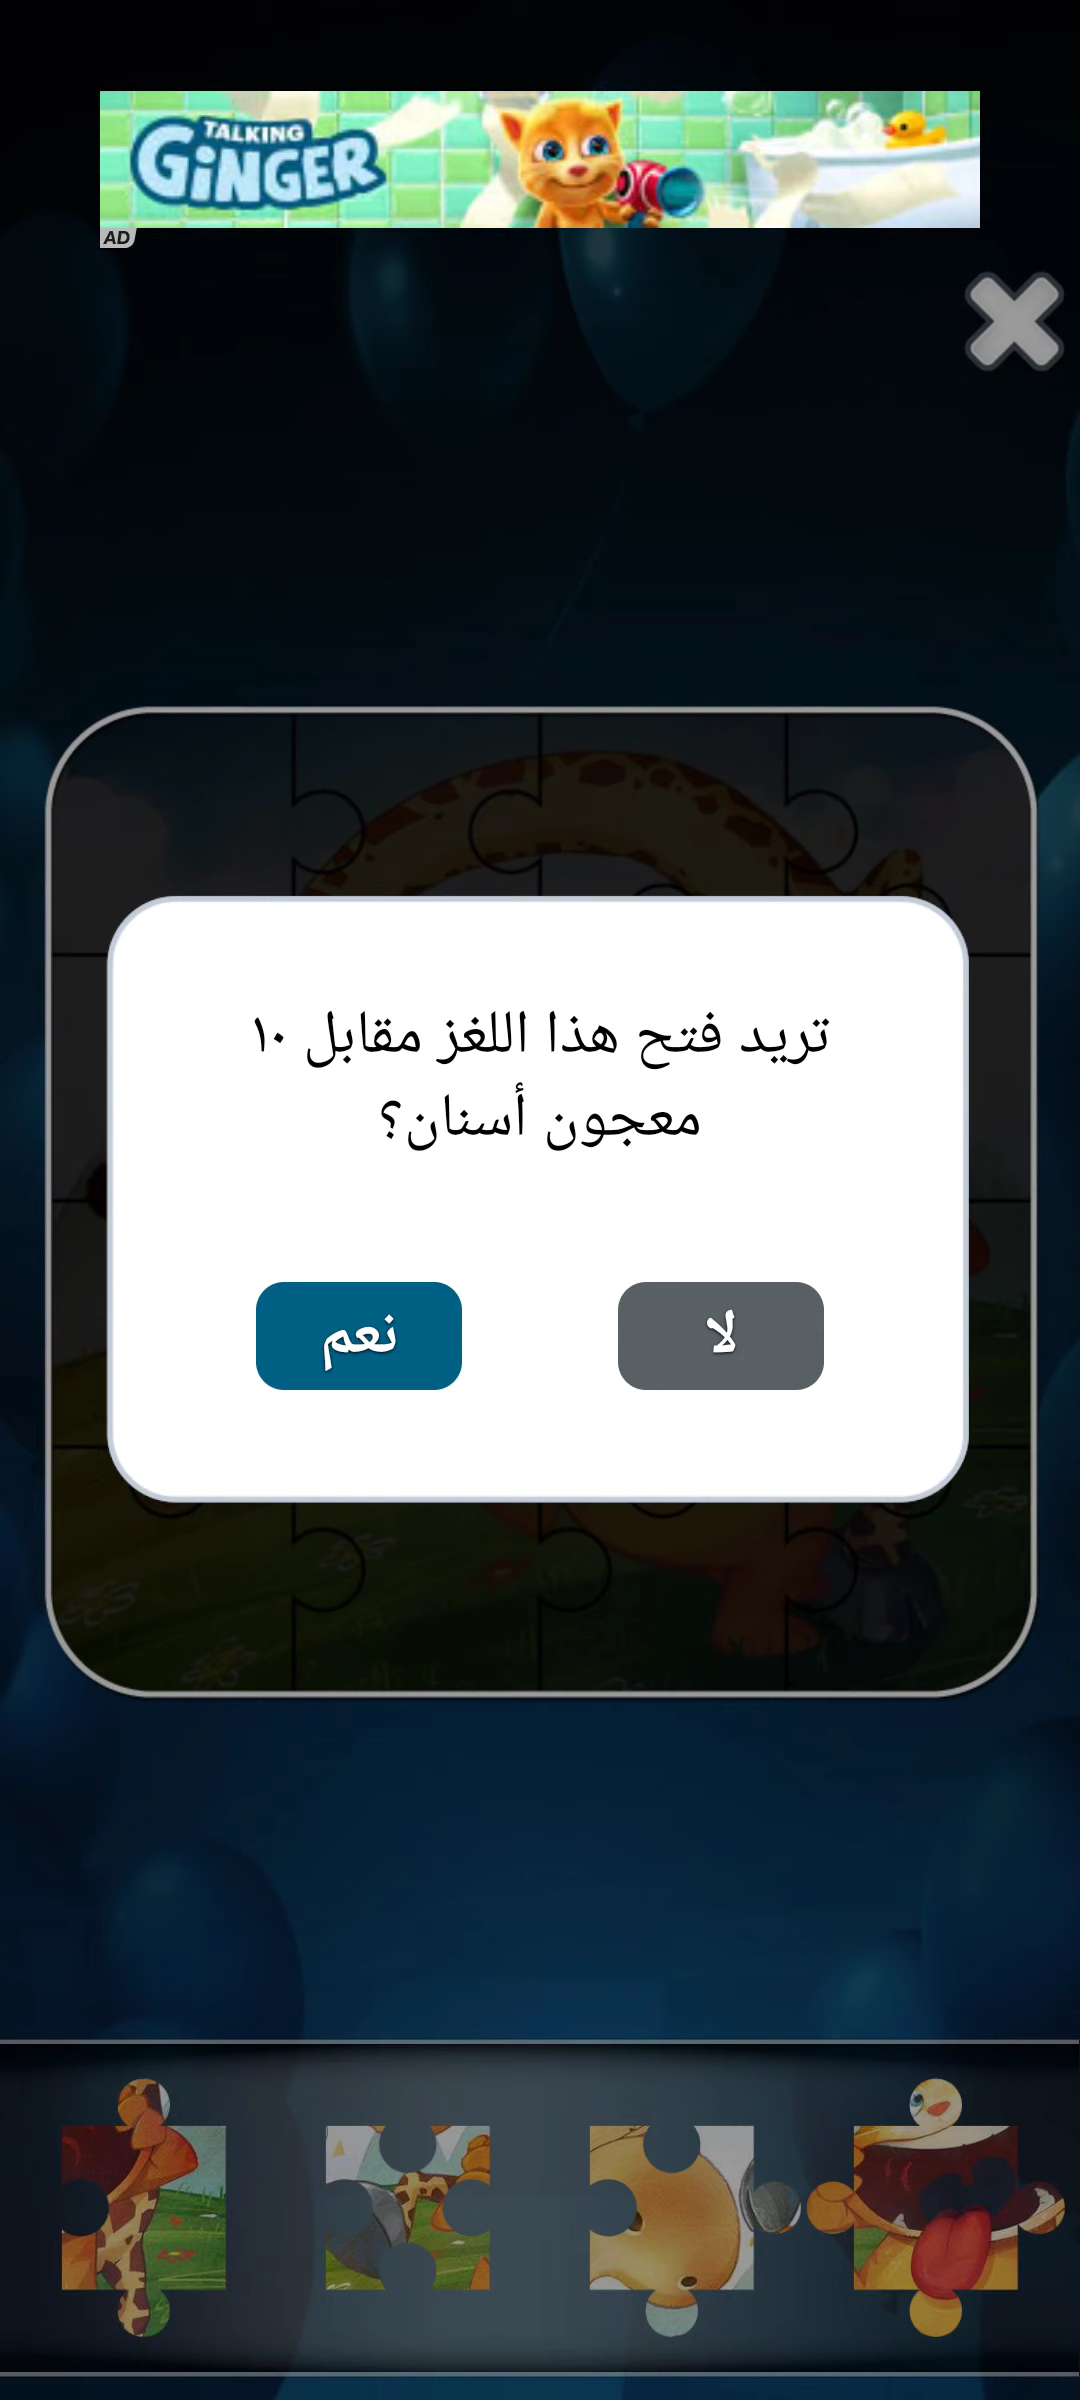 TALKING
GiNGER
AD
تريد فتح هذا اللغز مقابل ١٠
معجون أسنان؟
نعم
لا